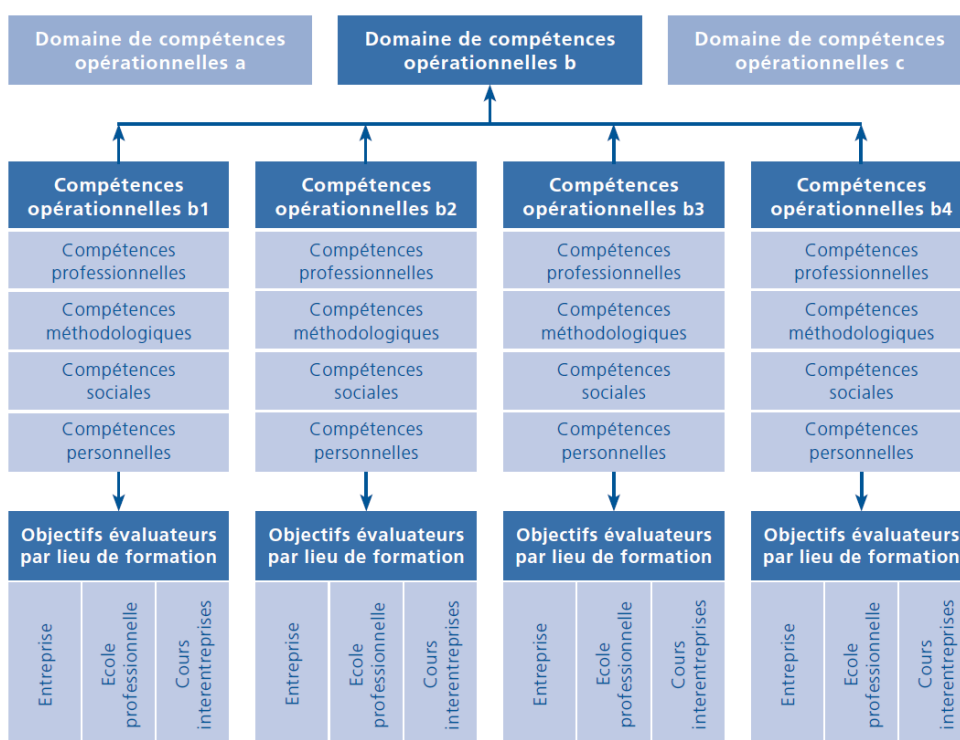 Domaine de compétences
opérationnelles a
Domaine de compétences
opérationnelles b
Domaine de compétences
opérationnelles c
Compétences
opérationnelles b1
Compétences
professionnelles
Compétences
méthodologiques
Compétences
sociales
Compétences
personnelles
Objectifs évaluateurs
par lieu de formation
Entreprise
Ecole
professionnelle
Cours
interentreprises
Compétences
opérationnelles b2
Compétences
professionnelles
Compétences
méthodologiques
Compétences
sociales
Compétences
personnelles
Objectifs évaluateurs
par lieu de formation
Entreprise
Ecole
professionnelle
Cours
interentreprises
Compétences
opérationnelles b3
Compétences
professionnelles
Compétences
méthodologiques
Compétences
sociales
Compétences
personnelles
Objectifs évaluateurs
par lieu de formation
Entreprise
Ecole
professionnelle
Cours
interentreprises
Compétences
opérationnelles b4
Compétences
professionnelles
Compétences
méthodologiques
Compétences
sociales
Compétences
personnelles
Objectifs évaluateurs
par lieu de formation
Entreprise
Ecole
professionnelle
Cours
interentreprises